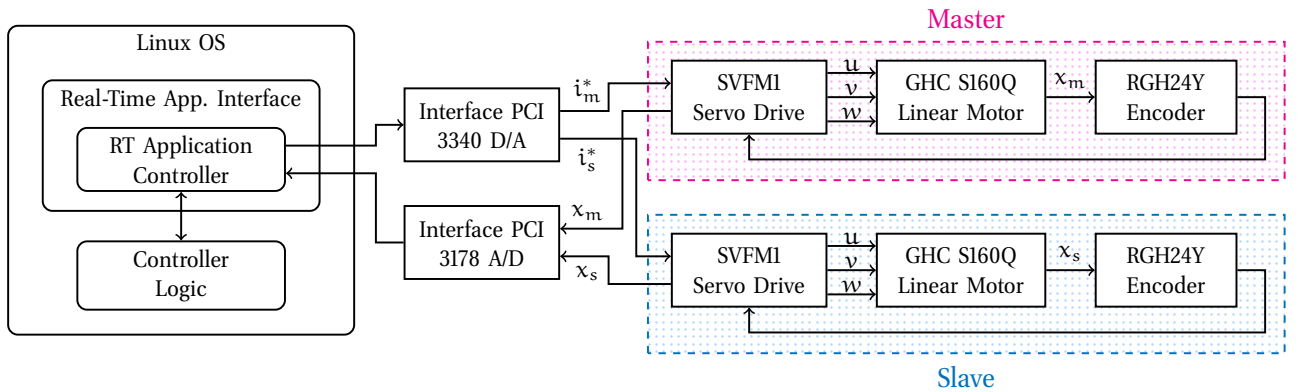 Linux OS
Real-Time App. Interface
RT Application
Controller
Controller
Logic
Interface PCI
3340 D/A
i*m
i*s
Interface PCI
3178 A/D
xm
xs
Master
SVFM1
Servo Drive
u
v
w
GHC S160Q
Linear Motor
xm
RGH24Y
Encoder
SVFM1
Servo Drive
u
v
w
GHC S160Q
Linear Motor
xs
RGH24Y
Encoder
Slave